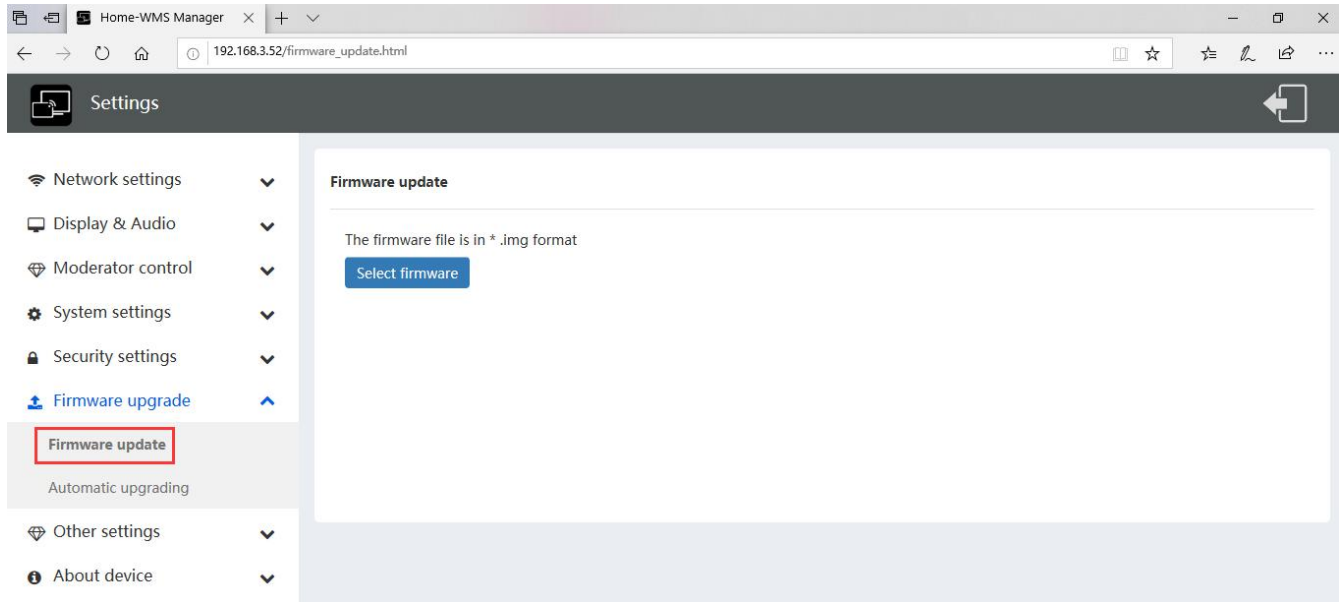 Home-WMS Manager
192.168.3.52/firmware_update.html
Settings
Network settings
Display & Audio
Moderator control
System settings
Security settings
Firmware upgrade
Firmware update
Automatic upgrading
Other settings
About device
Firmware update
The firmware file is in * .img format
Select firmware